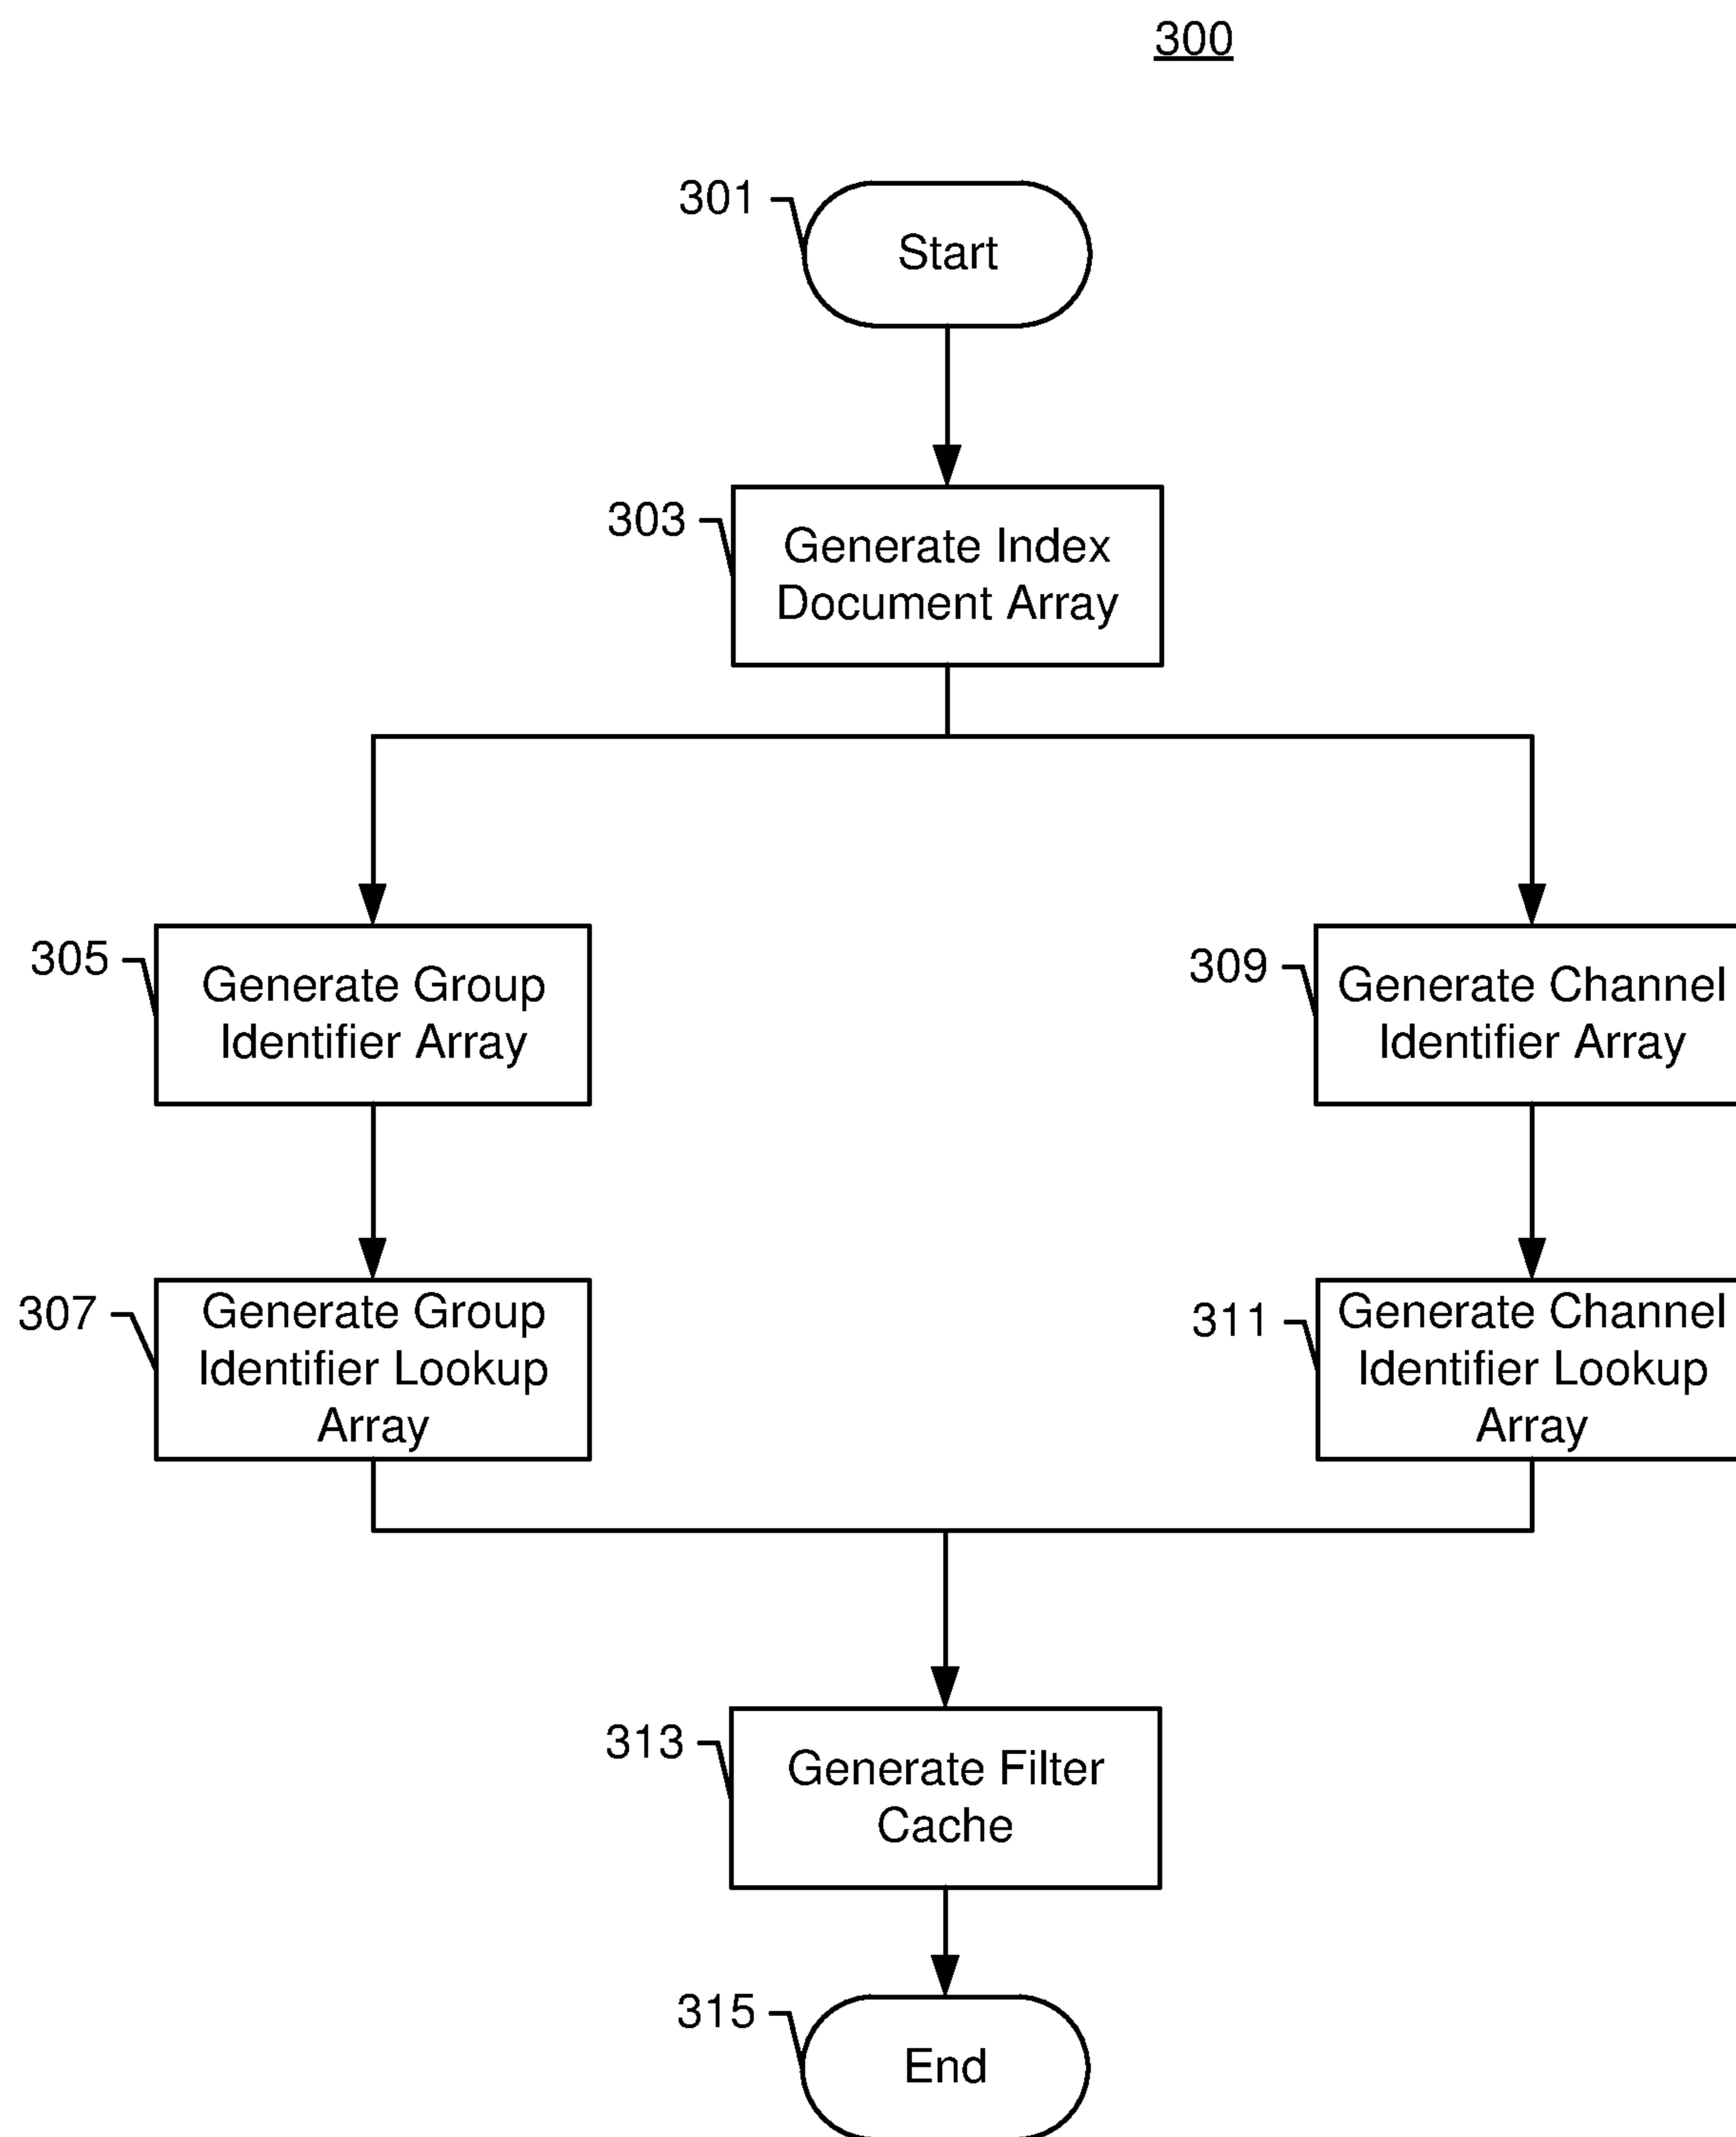 300
301
Start
303
Generate Index
Document Array
305
Generate Group
Identifier Array
309
Generate Channel
Identifier Array
307
Generate Group
Identifier Lookup
Array
311
Generate Channel
Identifier Lookup
Array
313
Generate Filter
Cache
315
End